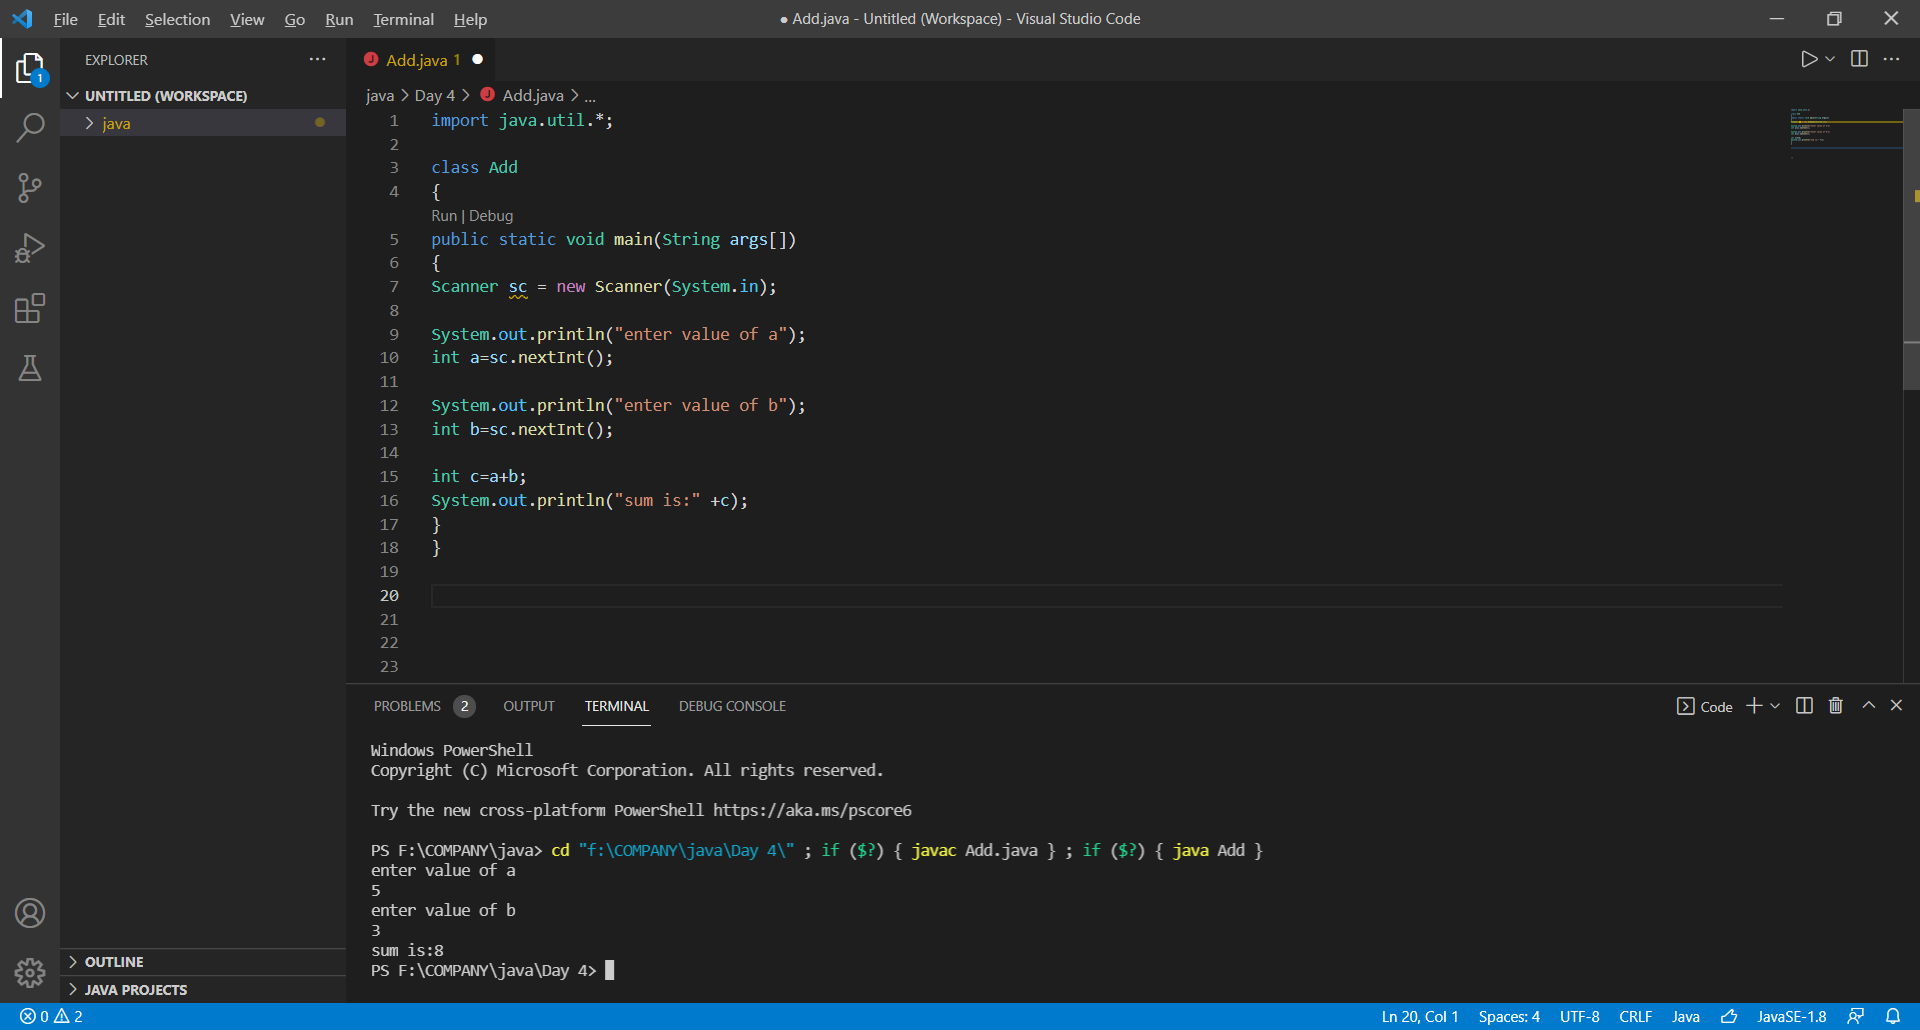 File Edit Selection View Go Run Terminal Help
● Add.java - Untitled (Workspace) - Visual Studio Code
1
EXPLORER
UNTITLED (WORKSPACE)
java
OUTLINE
JAVA PROJECTS
Add.java 1
java > Day 4 > Add.java > ...
1 import java.util.*;
2
3 class Add
4 {
Run | Debug
5 public static void main(String args[])
6 {
7 Scanner sc = new Scanner(System.in);
8
9 System.out.println("enter value of a");
10 int a=sc.nextInt();
11
12 System.out.println("enter value of b");
13 int b=sc.nextInt();
14
15 int c=a+b;
16 System.out.println("sum is:" +c);
17 }
18 }
19
20
21
22
23
PROBLEMS 2 OUTPUT TERMINAL DEBUG CONSOLE
Code
Windows PowerShell
Copyright (C) Microsoft Corporation. All rights reserved.
Try the new cross-platform PowerShell https://aka.ms/pscore6
PS F:\COMPANY\java> cd "f:\COMPANY\java\Day 4\" ; if ($?) { javac Add.java } ; if ($?) { java Add }
enter value of a
5
enter value of b
3
sum is:8
PS F:\COMPANY\java\Day 4>
0 2
Ln 20, Col 1 Spaces: 4 UTF-8 CRLF Java JavaSE-1.8